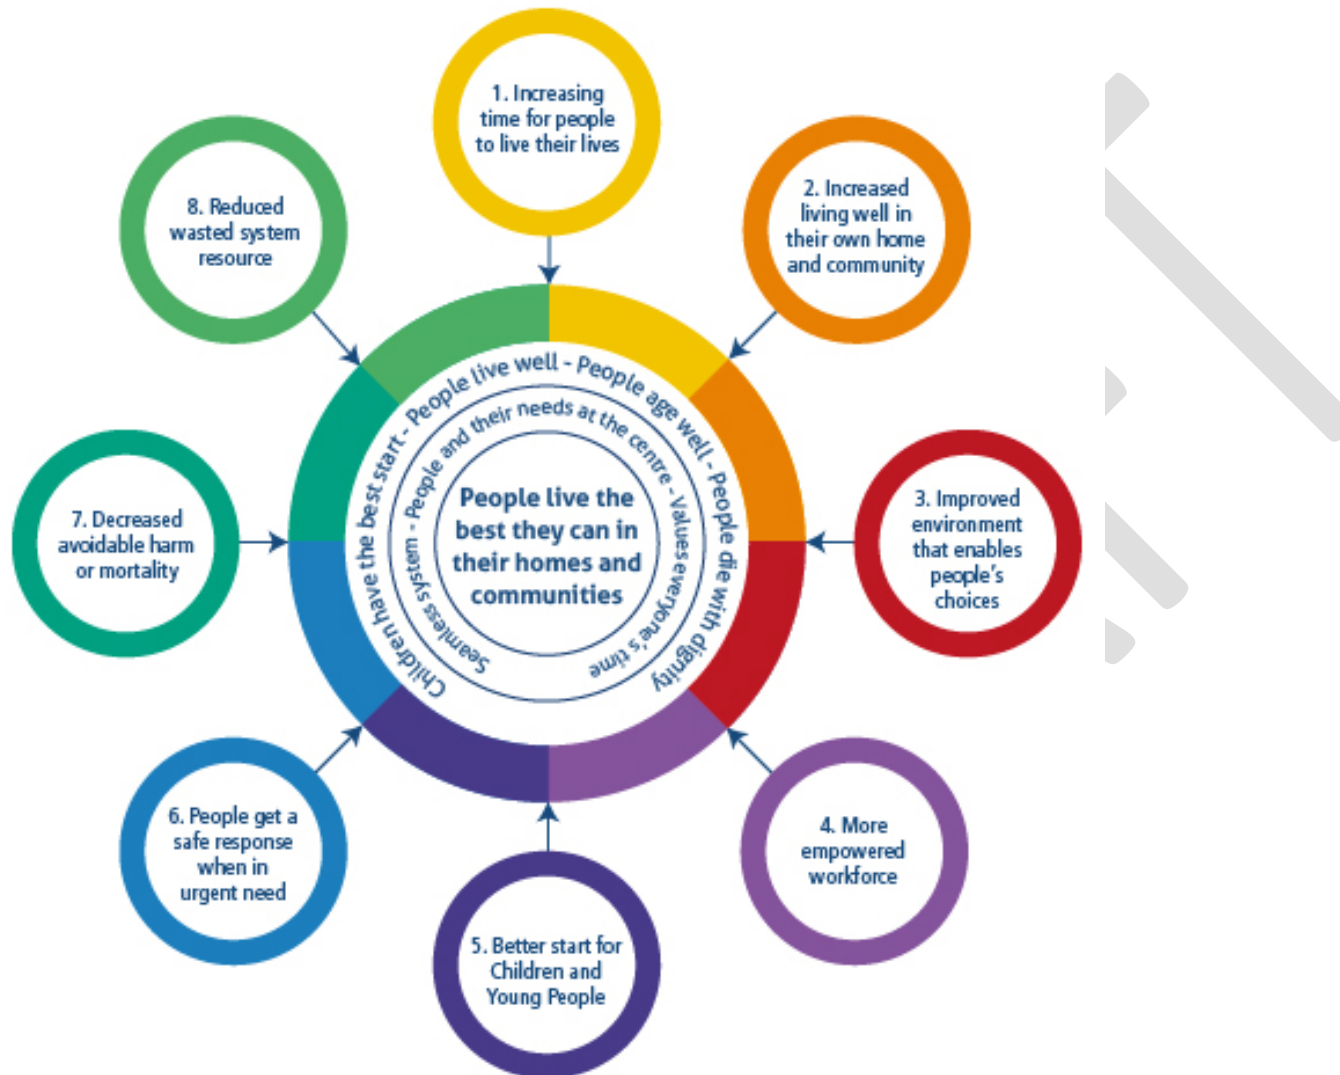 1. Increasing
time for people
to live their lives
2. Increased
living well in
their own home
and community
3. Improved
environment
that enables
people's
choices
4. More
empowered
workforce
5. Better start for
Children and
Young People
6. People get a
safe response
when in
urgent need
7. Decreased
avoidable harm
or mortality
8. Reduced
wasted system
resource
Children have the best start - People live well - People age well - People die with dignity
Seamless system - People and their needs at the centre - Values everyone's time
People live the
best they can in
their homes and
communities